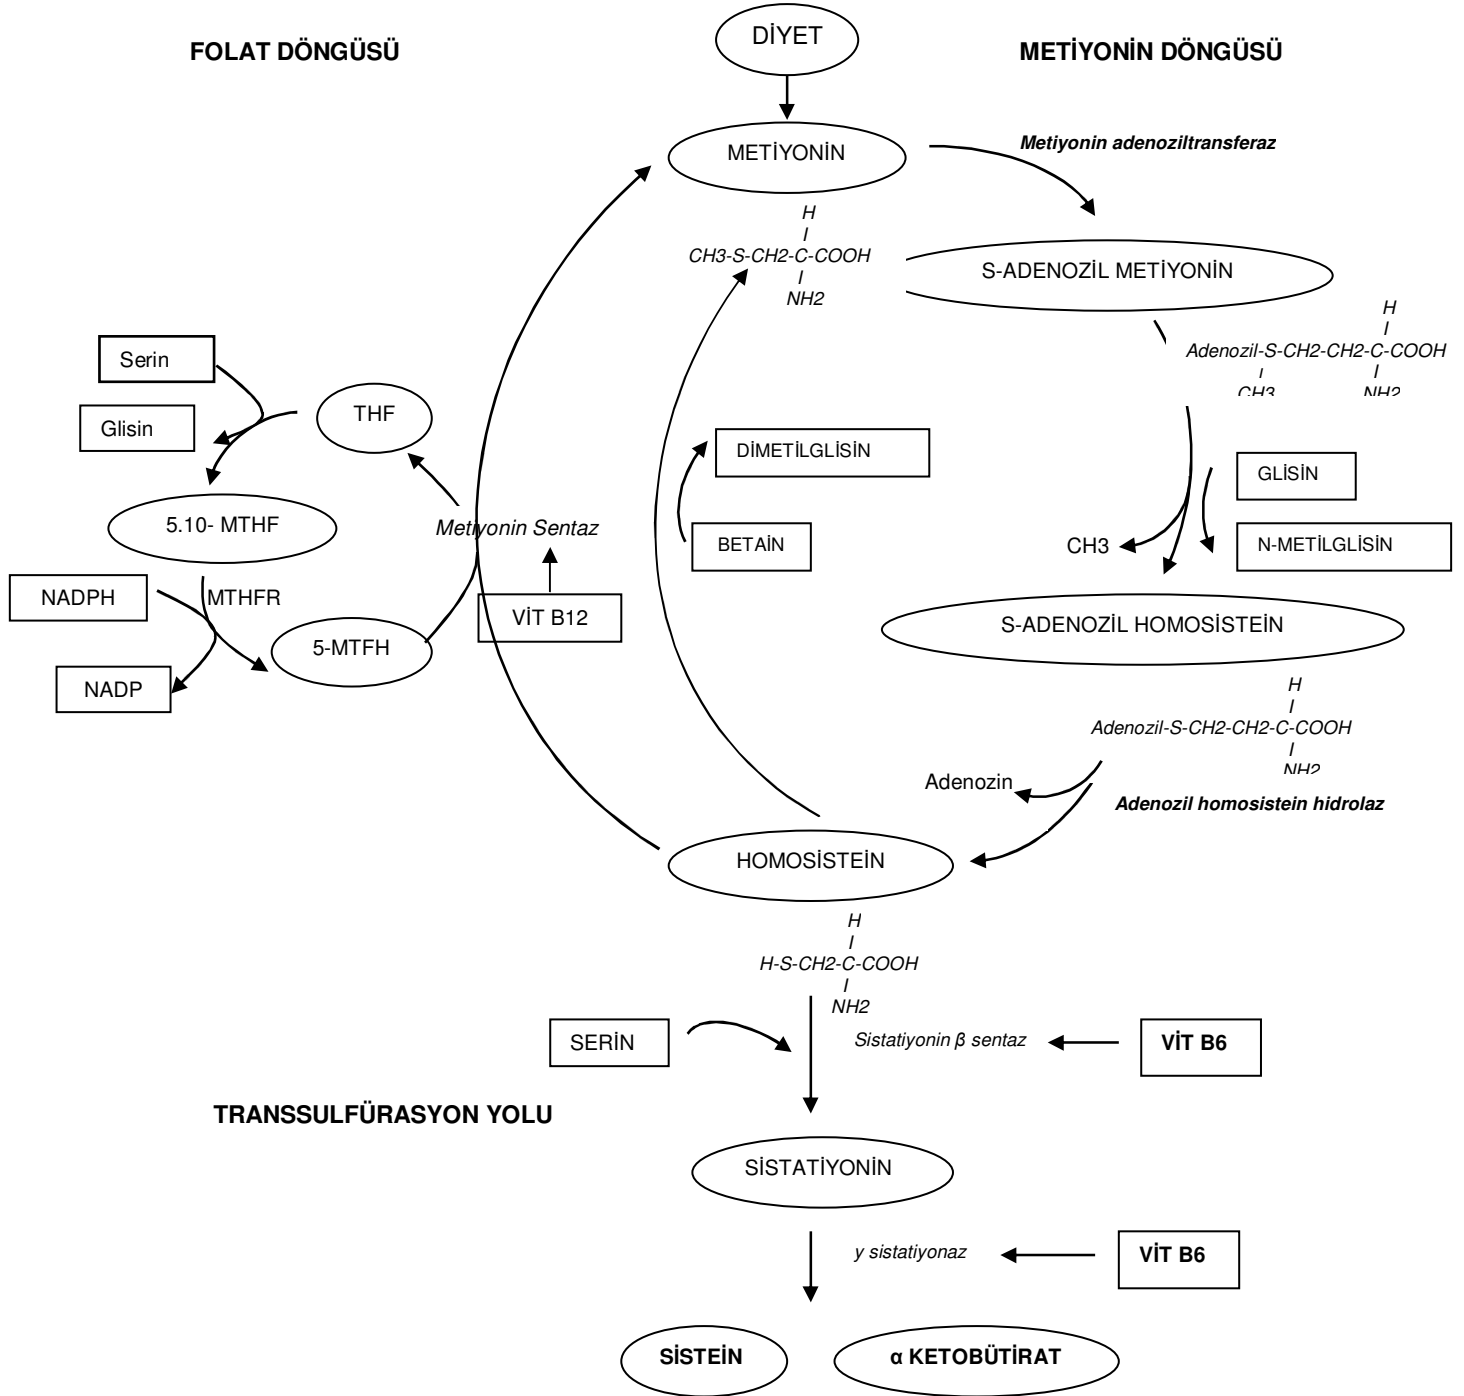 DİYET
FOLAT DÖNGÜSÜ
METİYONİN DÖNGÜSÜ
METİYONİN
Metiyonin adenoziltransferaz
H
I
CH3-S-CH2-C-COOH
I
NH2
S-ADENOZİL METİYONİN
H
I
Adenozil-S-CH2-CH2-C-COOH
I I
CH3 NH2
Serin
Glisin
THF
DİMETİLGLİSİN
BETAİN
GLİSİN
N-METİLGLİSİN
CH3
5.10- MTHF
Metiyonin Sentaz
NADPH
MTHFR
VİT B12
5-MTFH
NADP
S-ADENOZİL HOMOSİSTEİN
H
I
Adenozil-S-CH2-CH2-C-COOH
I
NH2
Adenozin
Adenozil homosistein hidrolaz
HOMOSİSTEİN
H
I
H-S-CH2-C-COOH
I
NH2
SERİN
Sistatiyonin β sentaz
VİT B6
TRANSSULFÜRASYON YOLU
SİSTATİYONİN
y sistatiyonaz
VİT B6
SİSTEİN
α KETOBÜTİRAT